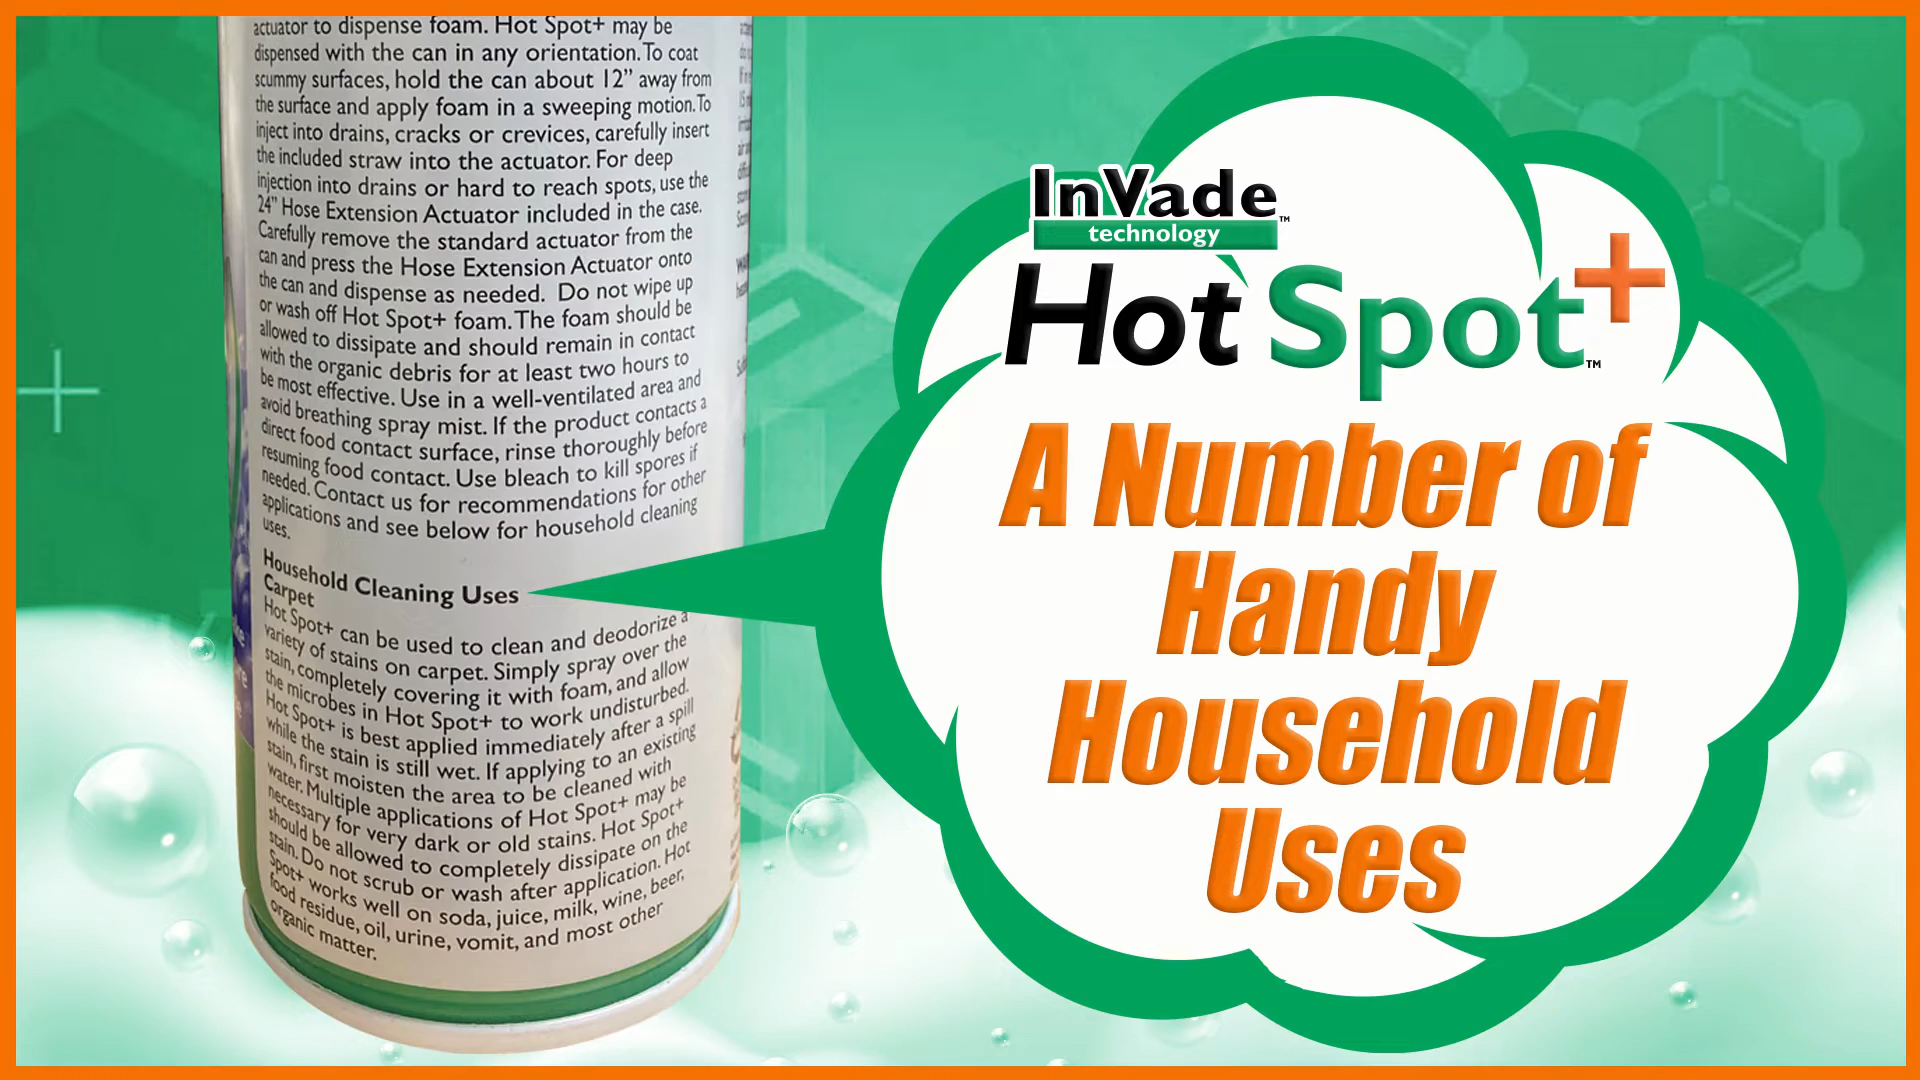 actuator to dispense foam. Hot Spot+ may be
dispensed with the can in any orientation. To coat
scummy surfaces, hold the can about 12” away from
the surface and apply foam in a sweeping motion. To
inject into drains, cracks or crevices, carefully insert
the included straw into the actuator. For deep
injection into drains or hard to reach spots, use the
24” Hose Extension Actuator included in the case.
Carefully remove the standard actuator from the
can and press the Hose Extension Actuator onto
the can and dispense as needed. Do not wipe up
or wash off Hot Spot+ foam. The foam should be
allowed to dissipate and should remain in contact
with the organic debris for at least two hours to
be most effective. Use in a well-ventilated area and
avoid breathing spray mist. If the product contacts a
direct food contact surface, rinse thoroughly before
resuming food contact. Use bleach to kill spores if
needed. Contact us for recommendations for other
applications and see below for household cleaning
uses.
Household Cleaning Uses
Carpet
Hot Spot+ can be used to clean and deodorize a
variety of stains on carpet. Simply spray over the
stain, completely covering it with foam, and allow
the microbes in Hot Spot+ to work undisturbed.
Hot Spot+ is best applied immediately after a spill
while the stain is still wet. If applying to an existing
stain, first moisten the area to be cleaned with
water. Multiple applications of Hot Spot+ may be
necessary for very dark or old stains. Hot Spot+
should be allowed to completely dissipate on the
stain. Do not scrub or wash after application. Hot
Spot+ works well on soda, juice, milk, wine, beer,
food residue, oil, urine, vomit, and most other
organic matter.
InVade™
technology
Hot Spot+™
A Number of
Handy
Household
Uses